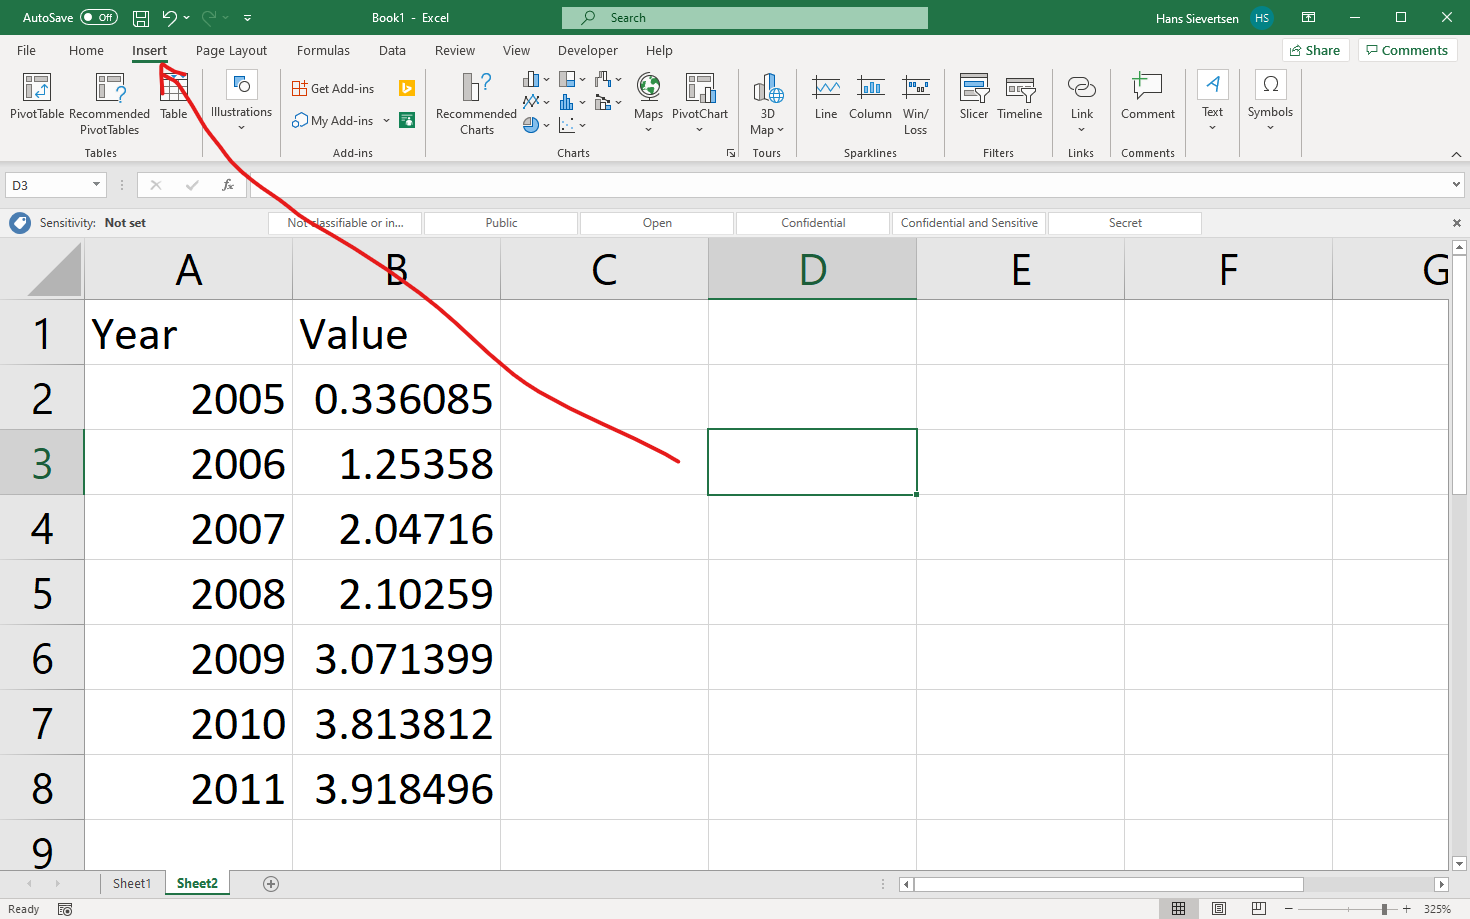 AutoSave Off Book1 - Excel Search Hans Sievertsen HS
File Home Insert Page Layout Formulas Data Review View Developer Help Share Comments
PivotTable Recommended PivotTables Table
Tables
Illustrations
Get Add-ins
My Add-ins
Add-ins
Recommended Charts
Maps PivotChart
Charts
3D Map
Tours
Line Column Win/Loss
Sparklines
Slicer Timeline
Filters
Link
Links
Comment
Comments
Text
Symbols
D3 fx
Sensitivity: Not set Not classifiable or in... Public Open Confidential Confidential and Sensitive Secret
A B C D E F G
1 Year Value
2 2005 0.336085
3 2006 1.25358
4 2007 2.04716
5 2008 2.10259
6 2009 3.071399
7 2010 3.813812
8 2011 3.918496
9
Sheet1 Sheet2
Ready 325%